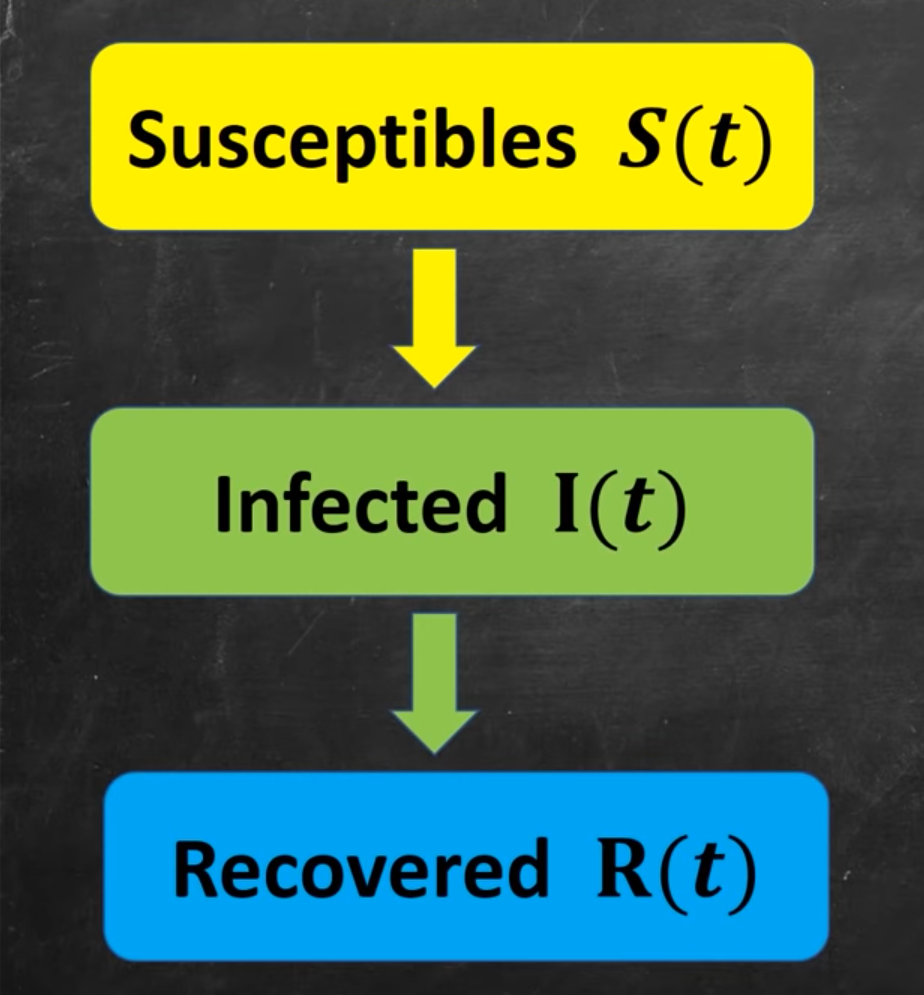 Susceptibles S(t)
Infected I(t)
Recovered R(t)